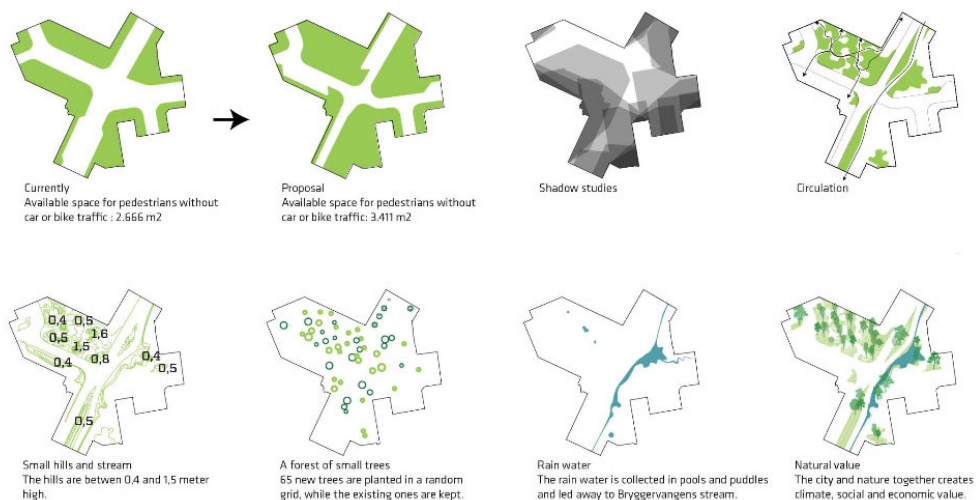 Currently
Available space for pedestrians without
car or bike traffic : 2.666 m2
Proposal
Available space for pedestrians without
car or bike traffic: 3.411 m2
Shadow studies
Circulation
0,4 0,5
0,5 1,6
1,5
0,4 0,8 0,4
0,5
0,5
Small hills and stream
The hills are betwen 0,4 and 1,5 meter
high.
A forest of small trees
65 new trees are planted in a random
grid, while the existing ones are kept.
Rain water
The rain water is collected in pools and puddles
and led away to Bryggervangens stream.
Natural value
The city and nature together creates
climate, social and economic value.